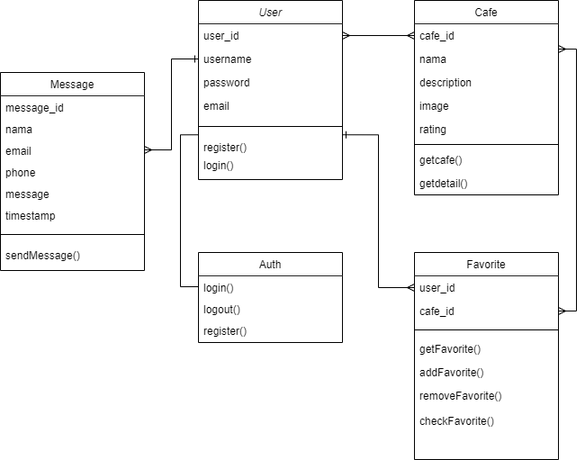 User
user_id
username
password
email
register()
login()
Cafe
cafe_id
nama
description
image
rating
getcafe()
getdetail()
Message
message_id
nama
email
phone
message
timestamp
sendMessage()
Auth
login()
logout()
register()
Favorite
user_id
cafe_id
getFavorite()
addFavorite()
removeFavorite()
checkFavorite()